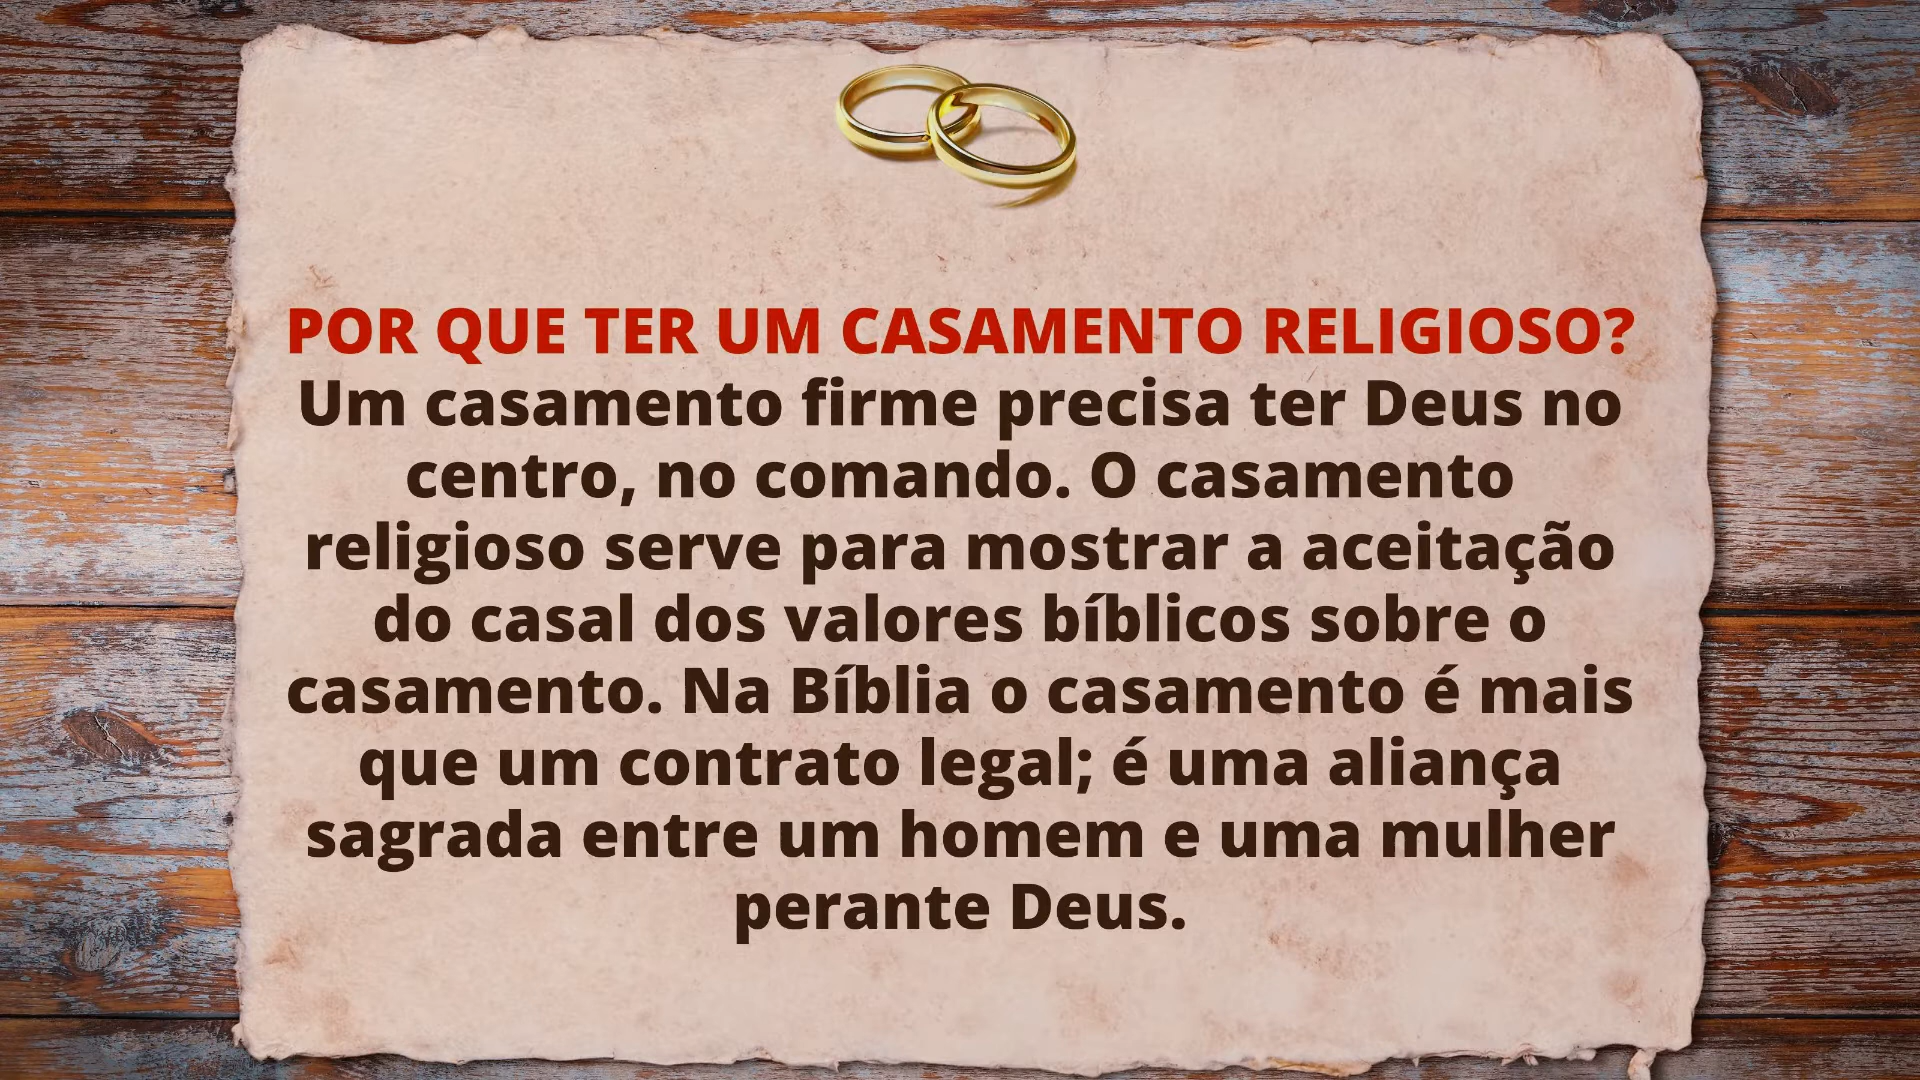 POR QUE TER UM CASAMENTO RELIGIOSO?
Um casamento firme precisa ter Deus no
centro, no comando. O casamento
religioso serve para mostrar a aceitação
do casal dos valores bíblicos sobre o
casamento. Na Bíblia o casamento é mais
que um contrato legal; é uma aliança
sagrada entre um homem e uma mulher
perante Deus.